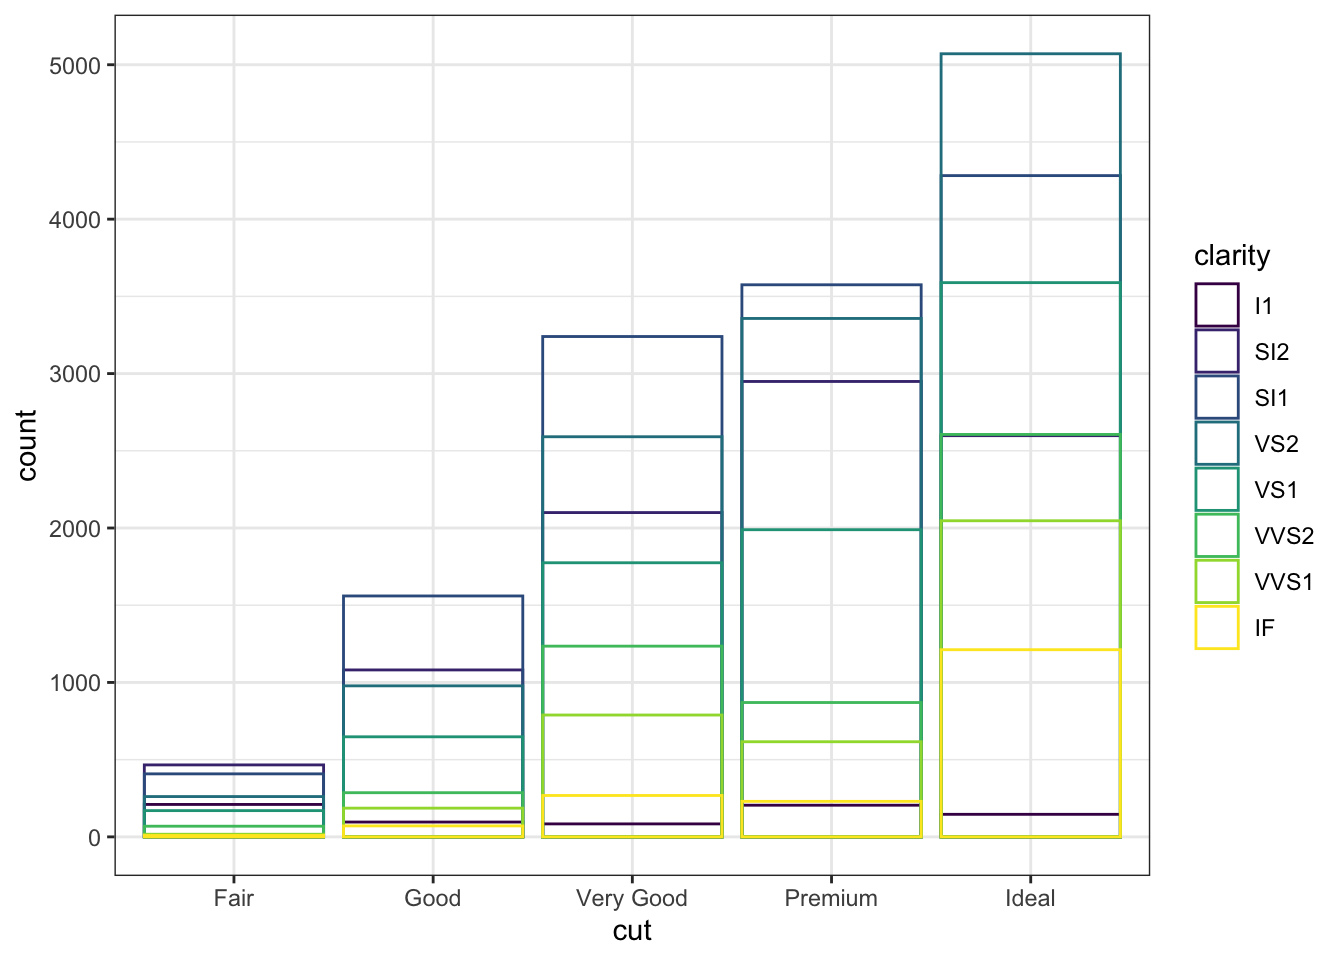 5000
4000
3000
2000
1000
0
count
Fair
Good
Very Good
Premium
Ideal
cut
clarity
I1
SI2
SI1
VS2
VS1
VVS2
VVS1
IF